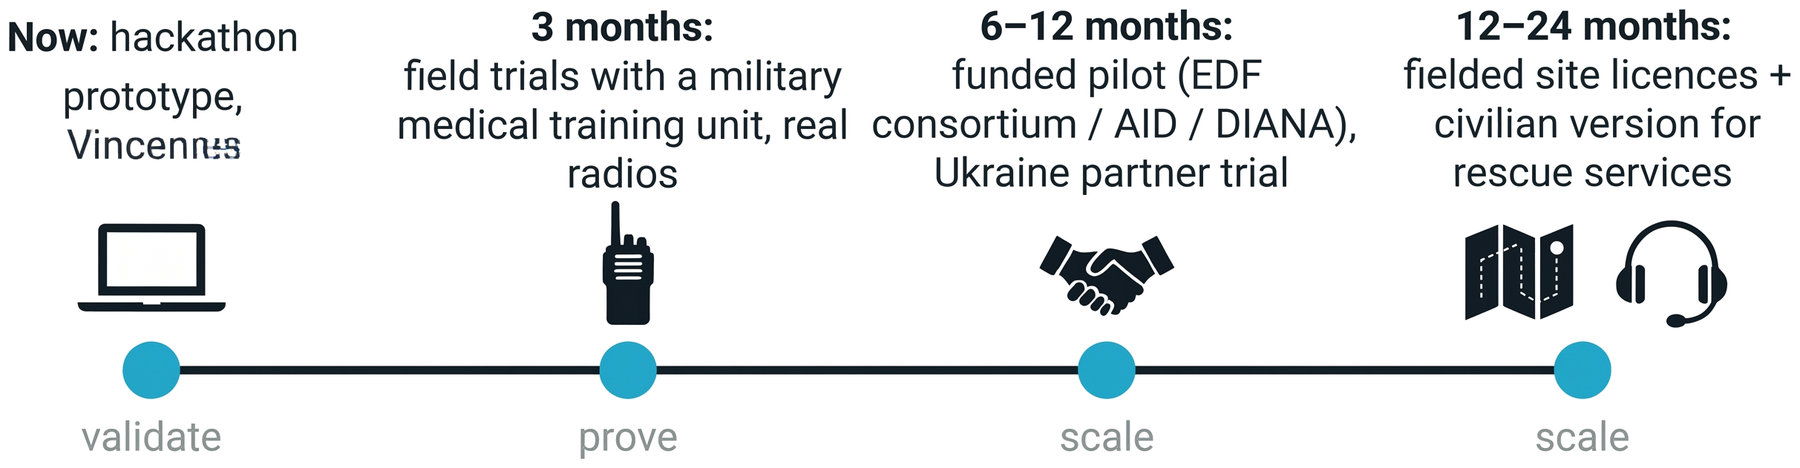 Now: hackathon
prototype,
3 months:
field trials with a military
medical training unit, real
radios
6–12 months:
funded pilot (EDF
consortium / AID / DIANA),
Ukraine partner trial
12–24 months:
fielded site licences +
civilian version for
rescue services
validate
prove
scale
scale